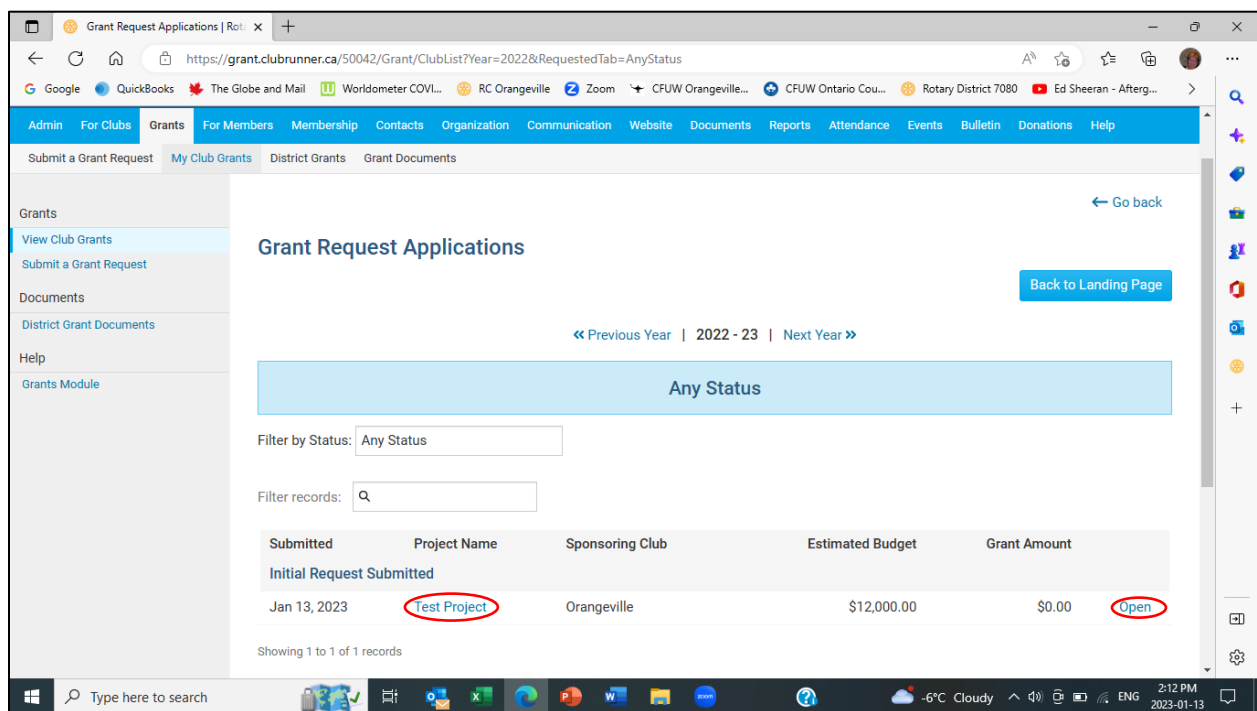 Grant Request Applications | Rota
https://grant.clubrunner.ca/50042/Grant/ClubList?Year=2022&RequestedTab=AnyStatus
Google QuickBooks The Globe and Mail Worldometer COVI... RC Orangeville Zoom CFUW Orangeville... CFUW Ontario Cou... Rotary District 7080 Ed Sheeran - Afterg...
Admin For Clubs Grants For Members Membership Contacts Organization Communication Website Documents Reports Attendance Events Bulletin Donations Help
Submit a Grant Request My Club Grants District Grants Grant Documents
← Go back
Grants
View Club Grants
Submit a Grant Request
Documents
District Grant Documents
Help
Grants Module
Grant Request Applications
Back to Landing Page
« Previous Year | 2022 - 23 | Next Year »
Any Status
Filter by Status: Any Status
Filter records:
Submitted Project Name Sponsoring Club Estimated Budget Grant Amount
Initial Request Submitted
Jan 13, 2023 Test Project Orangeville $12,000.00 $0.00 Open
Showing 1 to 1 of 1 records
Type here to search -6°C Cloudy ENG 2:12 PM
2023-01-13